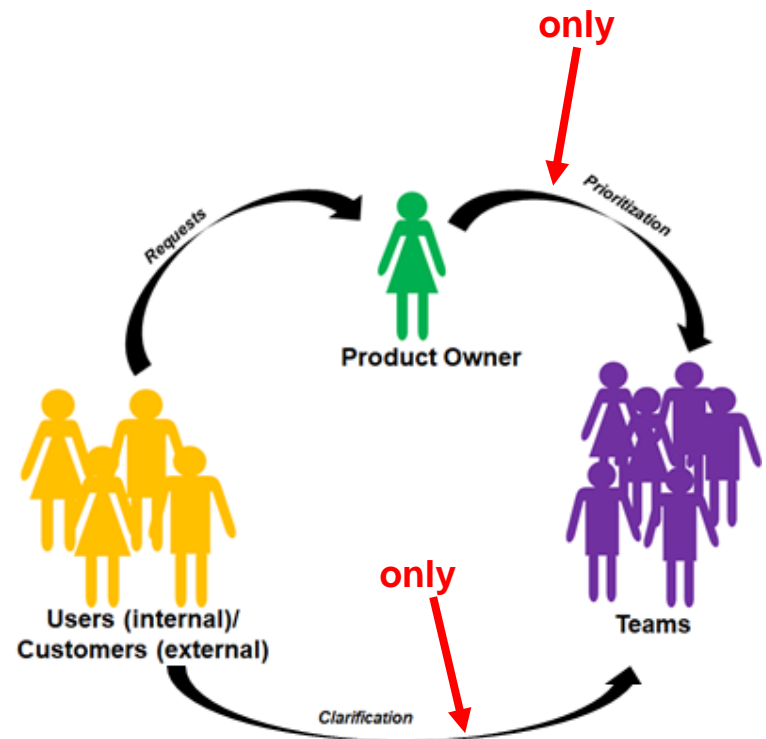 only
Requests
Prioritization
Product Owner
only
Users (internal)/
Customers (external)
Teams
Clarification